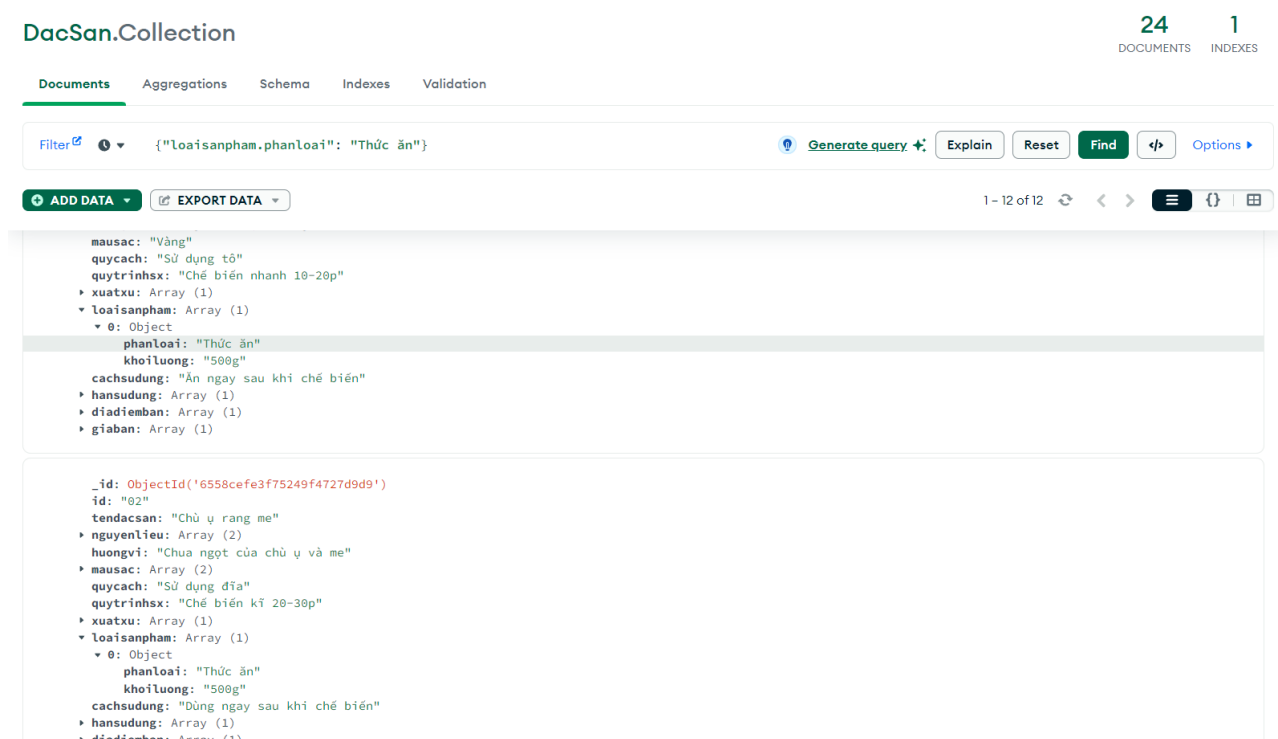 DacSan.Collection
24
DOCUMENTS
1
INDEXES
Documents Aggregations Schema Indexes Validation
Filter {"loaisanpham.phanloai": "Thức ăn"} Generate query Explain Reset Find </> Options
ADD DATA EXPORT DATA 1 – 12 of 12 {}
mausac: "Vàng"
quycach: "Sử dụng tô"
quytrinhsx: "Chế biến nhanh 10-20p"
xuatxu: Array (1)
loaisanpham: Array (1)
0: Object
phanloai: "Thức ăn"
khoiluong: "500g"
cachsudung: "Ăn ngay sau khi chế biến"
hansudung: Array (1)
diadiemban: Array (1)
giaban: Array (1)
_id: ObjectId('6558cefe3f75249f4727d9d9')
id: "02"
tendacsan: "Chù ụ rang me"
nguyenlieu: Array (2)
huongvi: "Chua ngọt của chù ụ và me"
mausac: Array (2)
quycach: "Sử dụng đĩa"
quytrinhsx: "Chế biến kĩ 20-30p"
xuatxu: Array (1)
loaisanpham: Array (1)
0: Object
phanloai: "Thức ăn"
khoiluong: "500g"
cachsudung: "Dùng ngay sau khi chế biến"
hansudung: Array (1)
diadiemban: Array (1)